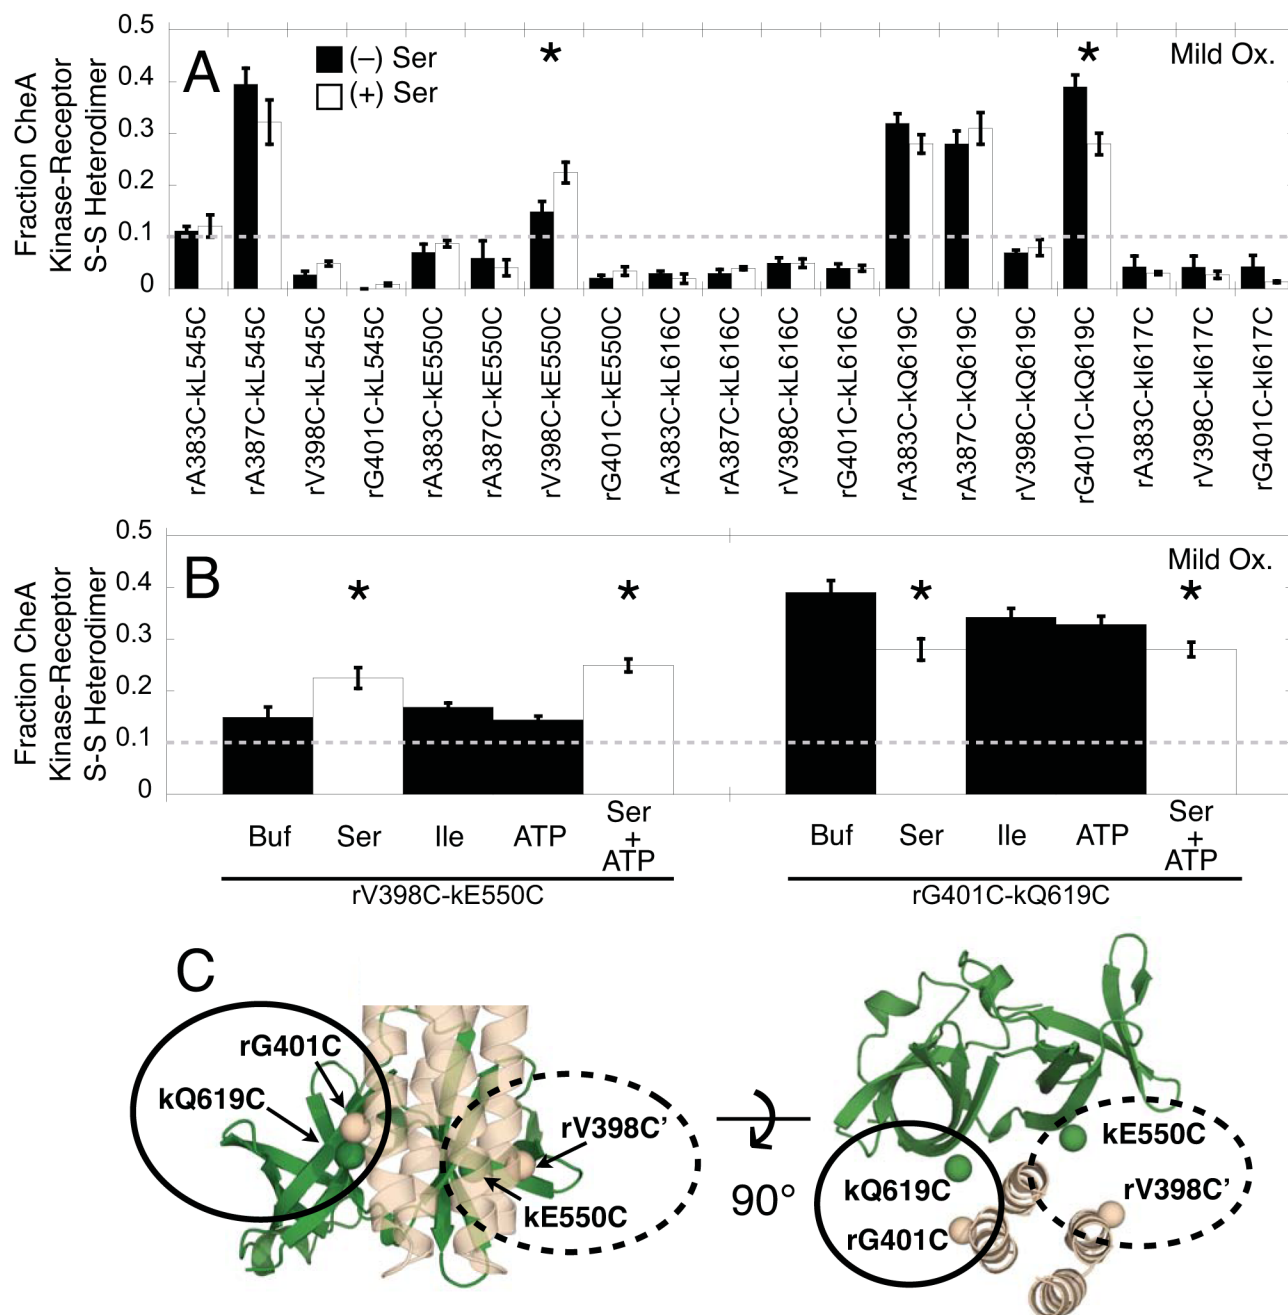 A
(–) Ser
(+) Ser
*
*
Mild Ox.
Fraction CheA
Kinase-Receptor
S-S Heterodimer
0.5
0.4
0.3
0.2
0.1
0
rA383C-kL545C
rA387C-kL545C
rV398C-kL545C
rG401C-kL545C
rA383C-kE550C
rA387C-kE550C
rV398C-kE550C
rG401C-kE550C
rA383C-kL616C
rA387C-kL616C
rV398C-kL616C
rG401C-kL616C
rA383C-kQ619C
rA387C-kQ619C
rV398C-kQ619C
rG401C-kQ619C
rA383C-kI617C
rV398C-kI617C
rG401C-kI617C
B
Mild Ox.
*
*
*
*
Fraction CheA
Kinase-Receptor
S-S Heterodimer
0.5
0.4
0.3
0.2
0.1
0
Buf
Ser
Ile
ATP
Ser
+
ATP
rV398C-kE550C
Buf
Ser
Ile
ATP
Ser
+
ATP
rG401C-kQ619C
C
rG401C
kQ619C
rV398C'
kE550C
90°
kE550C
kQ619C
rV398C'
rG401C